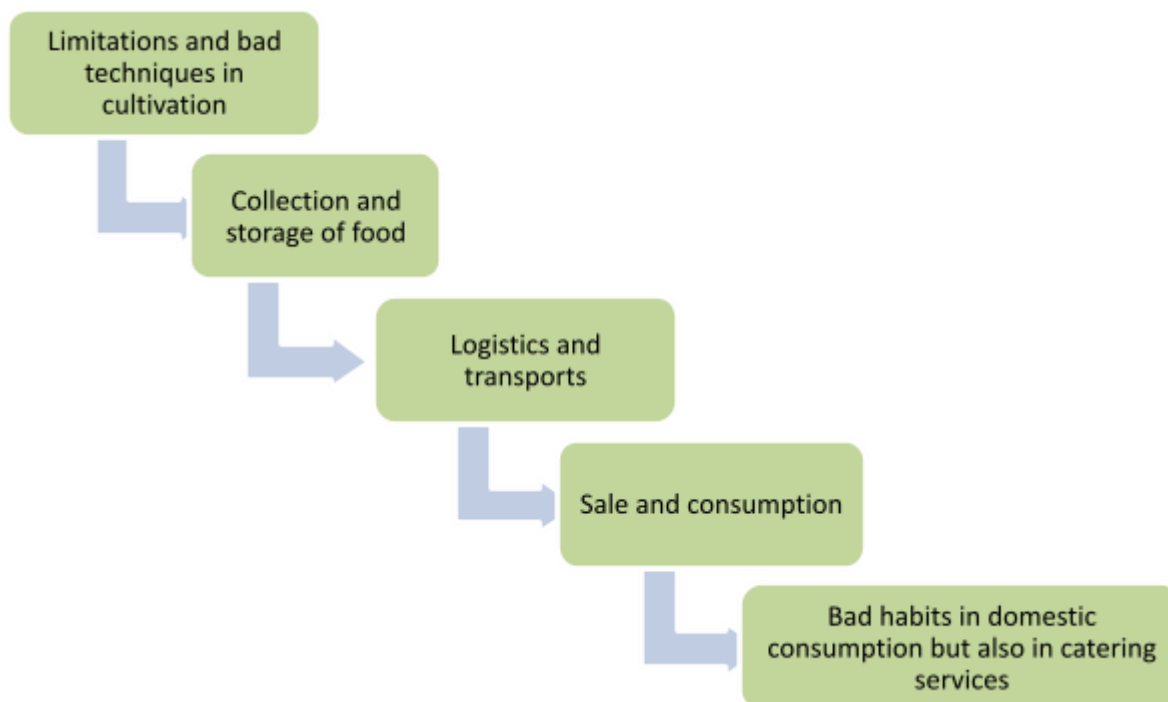 Limitations and bad
techniques in
cultivation
Collection and
storage of food
Logistics and
transports
Sale and consumption
Bad habits in domestic
consumption but also in catering
services